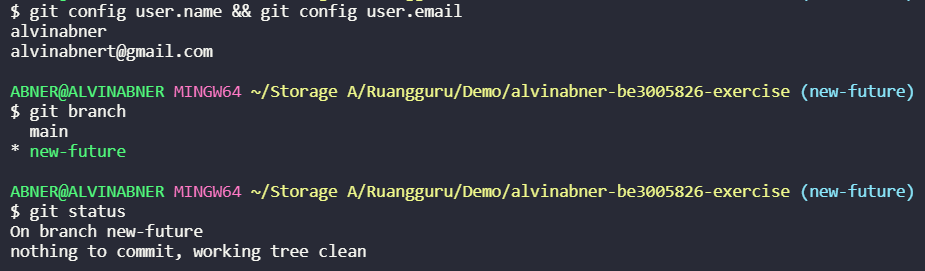 $ git config user.name && git config user.email
alvinabner
alvinabnert@gmail.com
ABNER@ALVINABNER MINGW64 ~/Storage A/Ruangguru/Demo/alvinabner-be3005826-exercise (new-future)
$ git branch
  main
* new-future
ABNER@ALVINABNER MINGW64 ~/Storage A/Ruangguru/Demo/alvinabner-be3005826-exercise (new-future)
$ git status
On branch new-future
nothing to commit, working tree clean